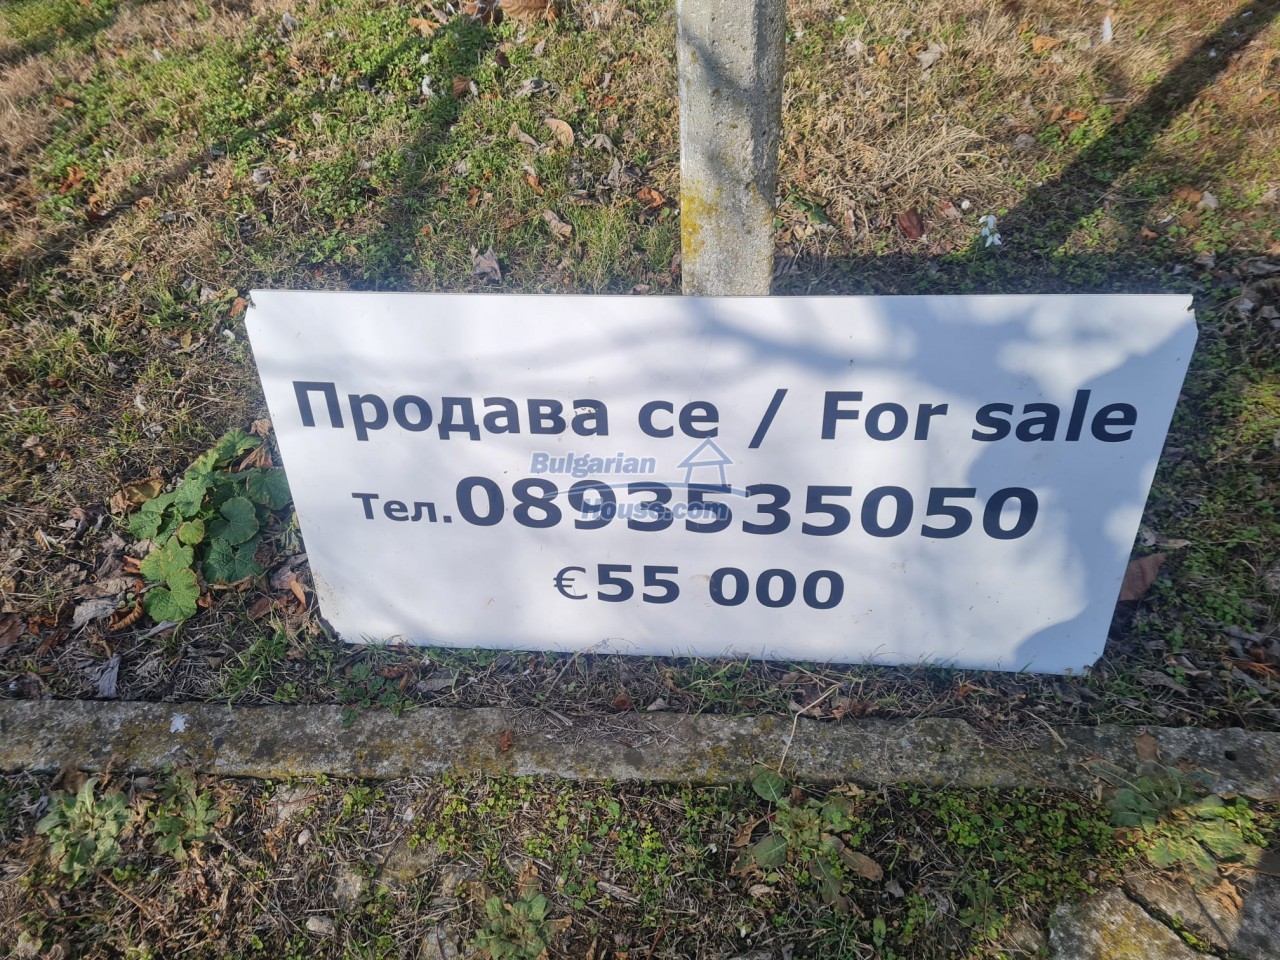 Продава се / For sale
Bulgarian
House.com
Тел.0893535050
€55 000